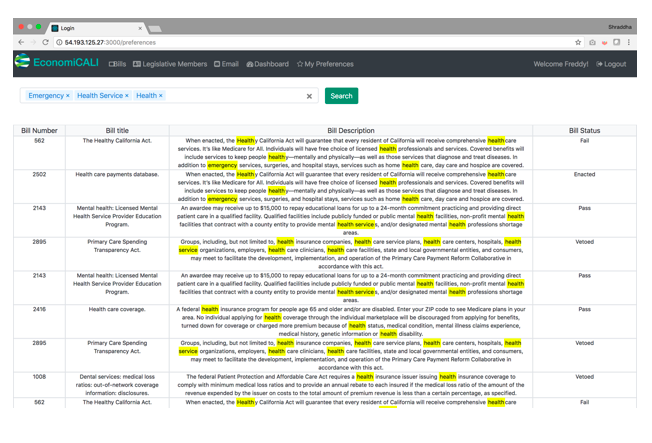 Login
Shraddha
54.193.125.27:3000/preferences
EconomiCALI Bills Legislative Members Email Dashboard My Preferences Welcome Freddy! Logout
Emergency × Health Service × Health × × Search
Bill Number Bill title Bill Description Bill Status
562 The Healthy California Act. When enacted, the Healthy California Act will guarantee that every resident of California will receive comprehensive health care Fail
services. It's like Medicare for All. Individuals will have free choice of licensed health professionals and services. Covered benefits will
include services to keep people healthy—mentally and physically—as well as those services that diagnose and treat diseases. In
addition to emergency services, surgeries, and hospital stays, services such as home health care, day care and hospice are covered.
2502 Health care payments database. When enacted, the Healthy California Act will guarantee that every resident of California will receive comprehensive health care Enacted
services. It's like Medicare for All. Individuals will have free choice of licensed health professionals and services. Covered benefits will
include services to keep people healthy—mentally and physically—as well as those services that diagnose and treat diseases. In
addition to emergency services, surgeries, and hospital stays, services such as home health care, day care and hospice are covered.
2143 Mental health: Licensed Mental An awardee may receive up to $15,000 to repay educational loans for up to a 24-month commitment practicing and providing direct Pass
Health Service Provider Education patient care in a qualified facility. Qualified facilities include publicly funded or public mental health facilities, non-profit mental health
Program. facilities that contract with a county entity to provide mental health services, and/or designated mental health professions shortage
areas.
2895 Primary Care Spending Groups, including, but not limited to, health insurance companies, health care service plans, health care centers, hospitals, health Vetoed
Transparency Act. service organizations, employers, health care clinicians, health care facilities, state and local governmental entities, and consumers,
may meet to facilitate the development, implementation, and operation of the Primary Care Payment Reform Collaborative in
accordance with this act.
2143 Mental health: Licensed Mental An awardee may receive up to $15,000 to repay educational loans for up to a 24-month commitment practicing and providing direct Pass
Health Service Provider Education patient care in a qualified facility. Qualified facilities include publicly funded or public mental health facilities, non-profit mental health
Program. facilities that contract with a county entity to provide mental health services, and/or designated mental health professions shortage
areas.
2416 Health care coverage. A federal health insurance program for people age 65 and older and/or are disabled. Enter your ZIP code to see Medicare plans in your Pass
area. No individual applying for health coverage through the individual marketplace will be discouraged from applying for benefits,
turned down for coverage or charged more premium because of health status, medical condition, mental illness claims experience,
medical history, genetic information or health disability.
2895 Primary Care Spending Groups, including, but not limited to, health insurance companies, health care service plans, health care centers, hospitals, health Vetoed
Transparency Act. service organizations, employers, health care clinicians, health care facilities, state and local governmental entities, and consumers,
may meet to facilitate the development, implementation, and operation of the Primary Care Payment Reform Collaborative in
accordance with this act.
1008 Dental services: medical loss The federal Patient Protection and Affordable Care Act requires a health insurance issuer issuing health insurance coverage to Vetoed
ratios: out-of-network coverage comply with minimum medical loss ratios and to provide an annual rebate to each insured if the medical loss ratio of the amount of the
information: disclosures. revenue expended by the issuer on costs to the total amount of premium revenue is less than a certain percentage, as specified.
562 The Healthy California Act. When enacted, the Healthy California Act will guarantee that every resident of California will receive comprehensive health care Fail